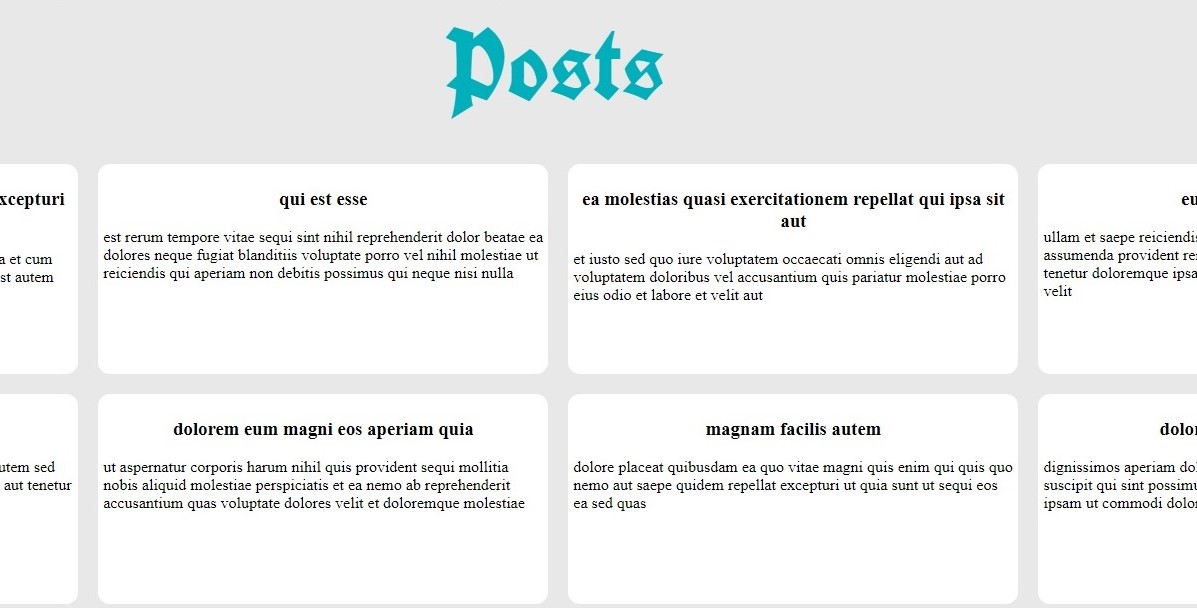 Posts
xcepturi
a et cum
st autem
qui est esse
est rerum tempore vitae sequi sint nihil reprehenderit dolor beatae ea
dolores neque fugiat blanditiis voluptate porro vel nihil molestiae ut
reiciendis qui aperiam non debitis possimus qui neque nisi nulla
ea molestias quasi exercitationem repellat qui ipsa sit
aut
et iusto sed quo iure voluptatem occaecati omnis eligendi aut ad
voluptatem doloribus vel accusantium quis pariatur molestiae porro
eius odio et labore et velit aut
eu
ullam et saepe reiciendis
assumenda provident re
tenetur doloremque ipsa
velit
utem sed
aut tenetur
dolorem eum magni eos aperiam quia
ut aspernatur corporis harum nihil quis provident sequi mollitia
nobis aliquid molestiae perspiciatis et ea nemo ab reprehenderit
accusantium quas voluptate dolores velit et doloremque molestiae
magnam facilis autem
dolore placeat quibusdam ea quo vitae magni quis enim qui quis quo
nemo aut saepe quidem repellat excepturi ut quia sunt ut sequi eos
ea sed quas
dolor
dignissimos aperiam do
suscipit qui sint possimu
ipsam ut commodi dolo